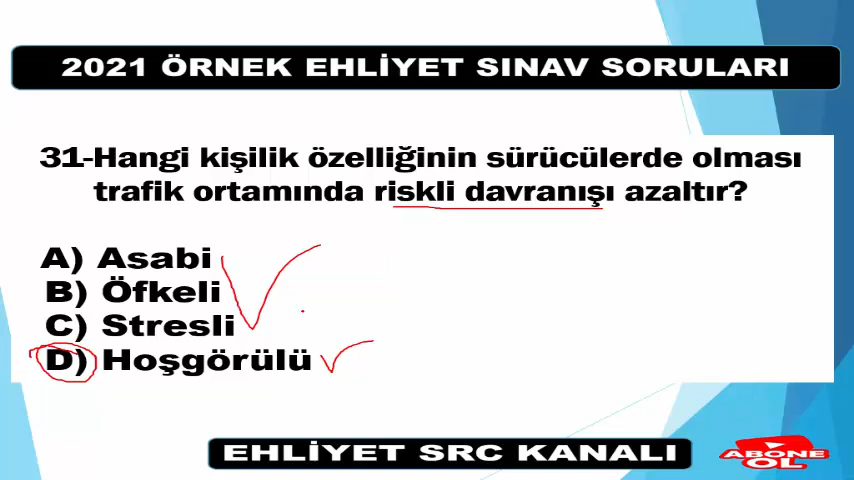 2021 ÖRNEK EHLİYET SINAV SORULARI
31-Hangi kişilik özelliğinin sürücülerde olması
trafik ortamında riskli davranışı azaltır?
A) Asabi
B) Öfkeli
C) Stresli
D) Hoşgörülü
EHLİYET SRC KANALI
ABONE
OL